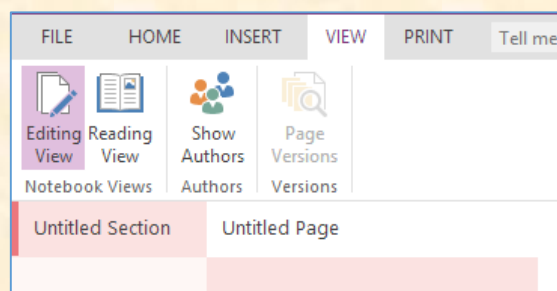 FILE HOME INSERT VIEW PRINT Tell me
Editing Reading Show Page
View View Authors Versions
Notebook Views Authors Versions
Untitled Section Untitled Page